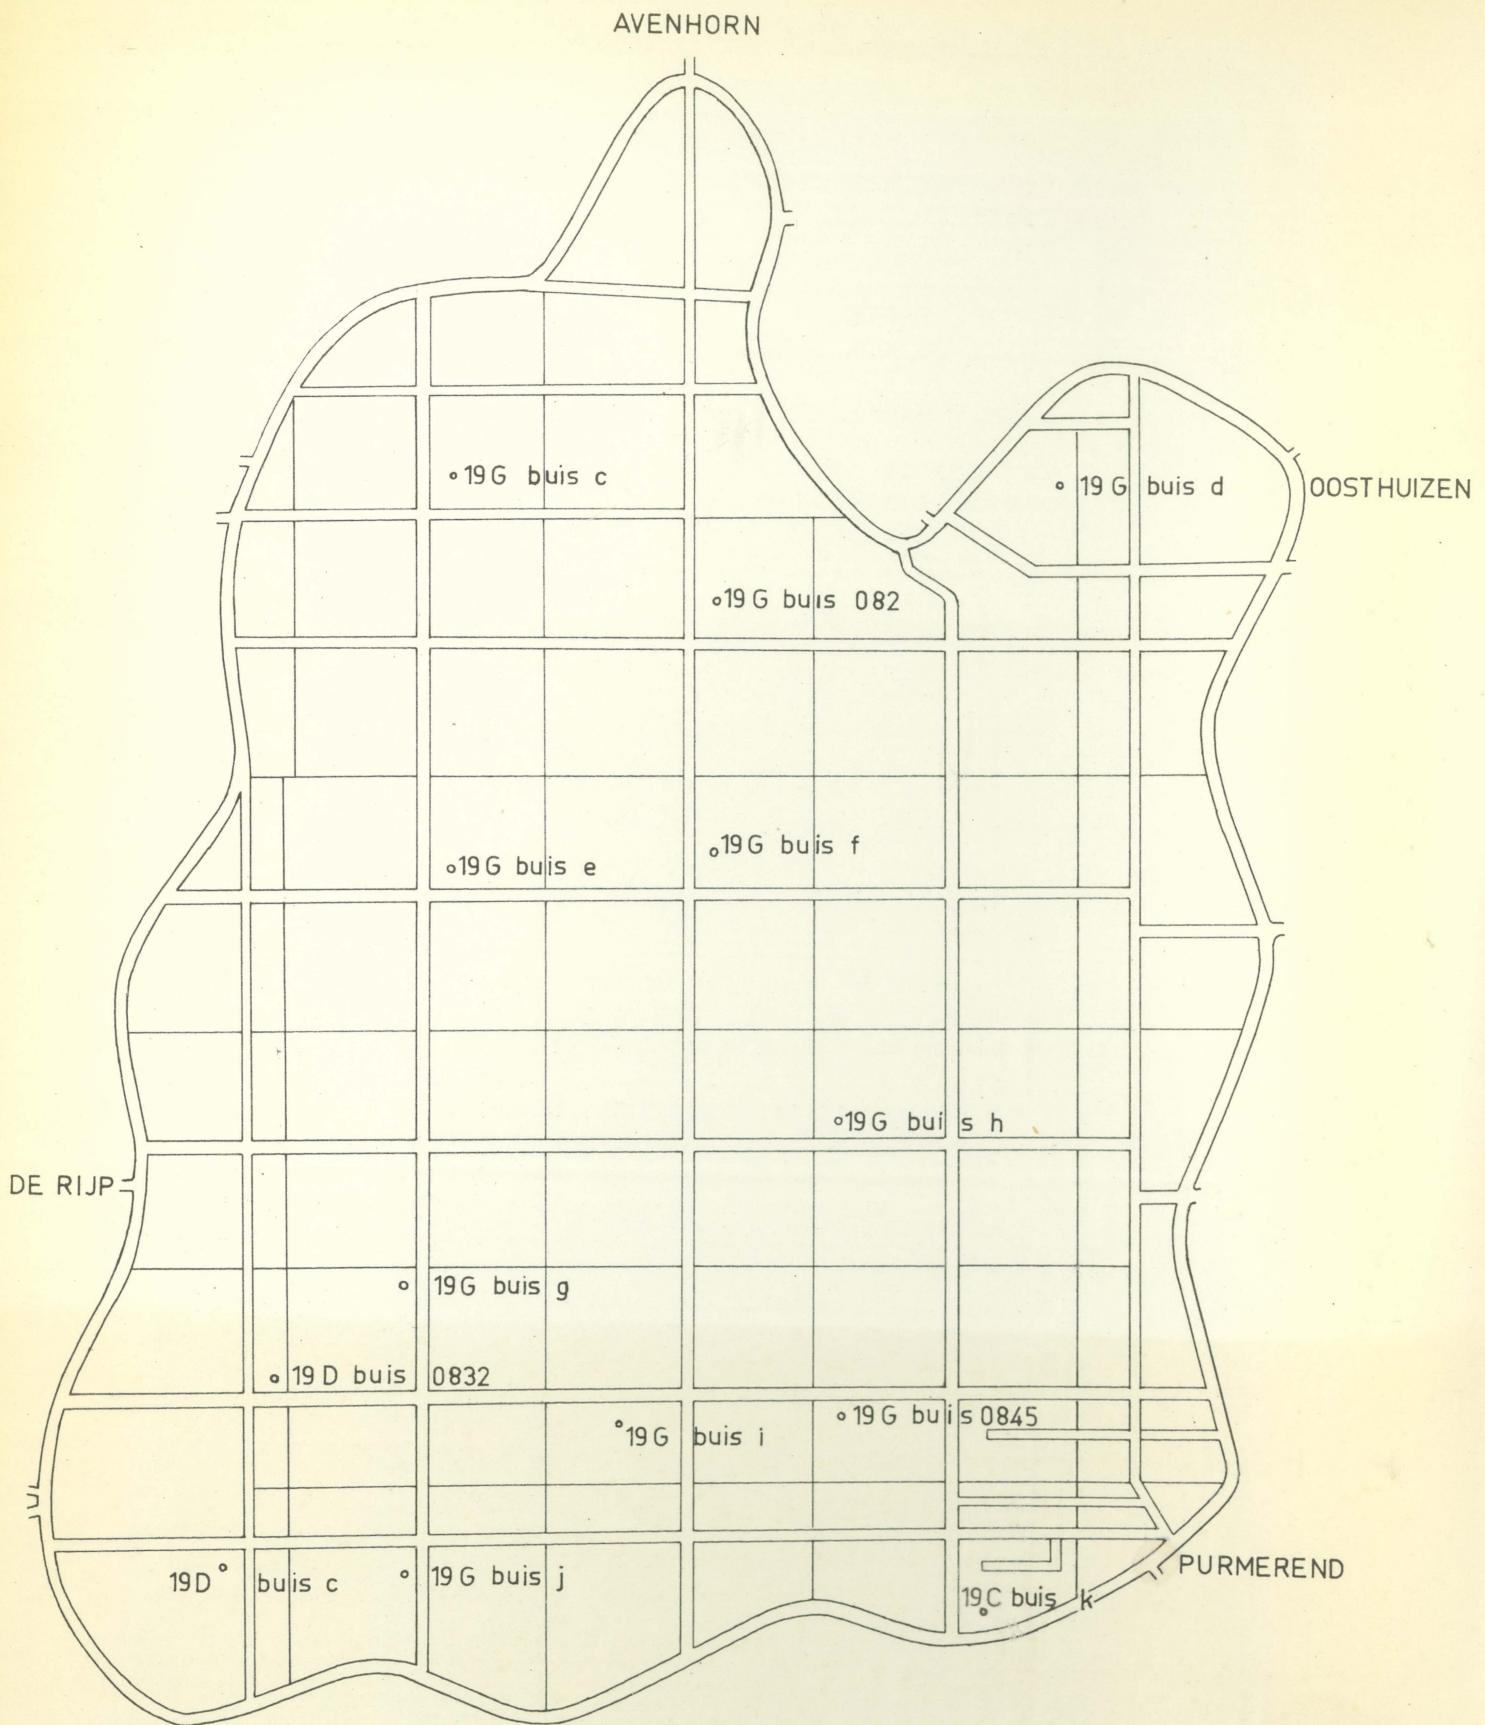 AVENHORN
19G buis c
19G buis d
OOSTHUIZEN
19G buis 082
19G buis f
19G buis e
19G buis h
DE RIJP
19G buis g
19D buis 0832
19G buis 0845
19G buis i
PURMEREND
19D buis c
19G buis j
19C buis k